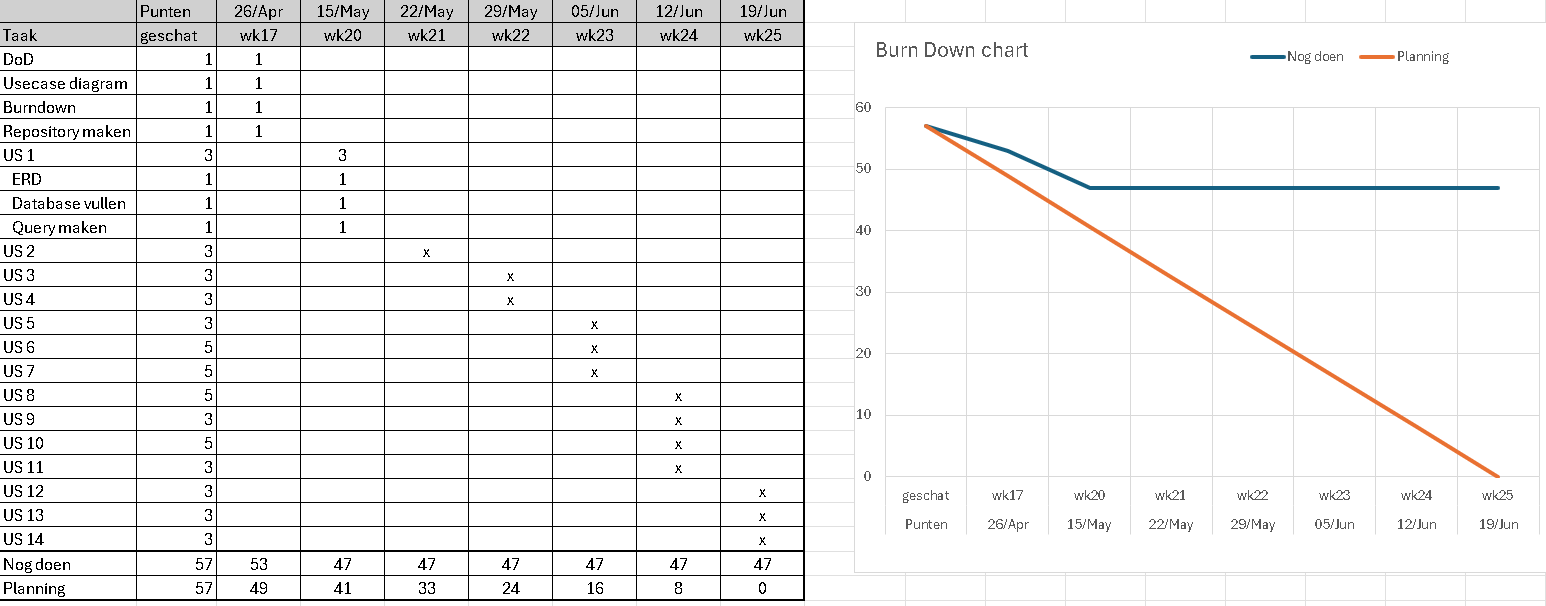 Punten 26/Apr 15/May 22/May 29/May 05/Jun 12/Jun 19/Jun
Taak geschat wk17 wk20 wk21 wk22 wk23 wk24 wk25
DoD 1 1
Usecase diagram 1 1
Burndown 1 1
Repository maken 1 1
US 1 3 3
ERD 1 1
Database vullen 1 1
Query maken 1 1
US 2 3 x
US 3 3 x
US 4 3 x
US 5 3 x
US 6 5 x
US 7 5 x
US 8 5 x
US 9 3 x
US 10 5 x
US 11 3 x
US 12 3 x
US 13 3 x
US 14 3 x
Nog doen 57 53 47 47 47 47 47 47
Planning 57 49 41 33 24 16 8 0
Burn Down chart
Nog doen Planning
60
50
40
30
20
10
0
geschat wk17 wk20 wk21 wk22 wk23 wk24 wk25
Punten 26/Apr 15/May 22/May 29/May 05/Jun 12/Jun 19/Jun